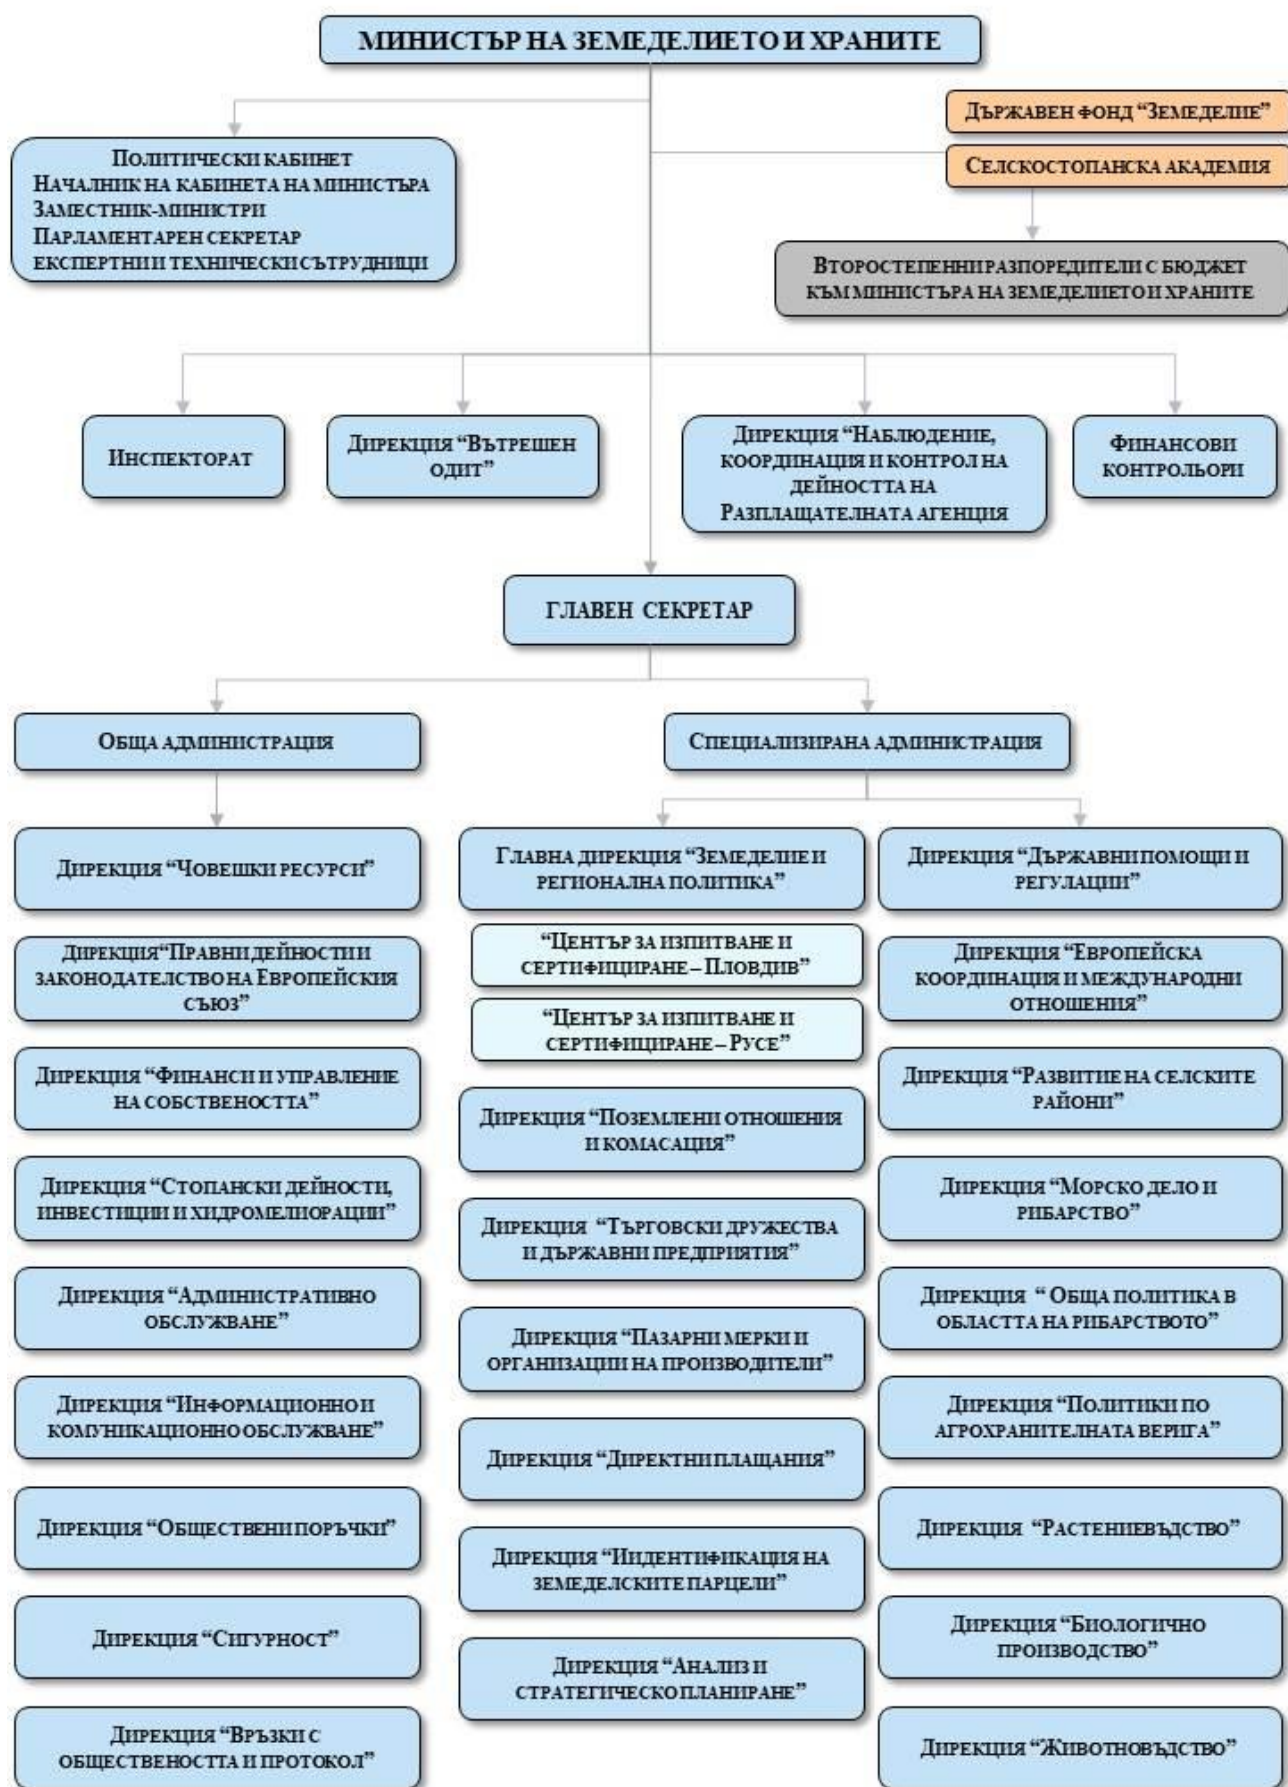 МИНИСТЪР НА ЗЕМЕДЕЛИЕТО И ХРАНИТЕ
ДЪРЖАВЕН ФОНД “ЗЕМЕДЕЛИЕ”
СЕЛСКОСТОПАНСКА АКАДЕМИЯ
ПОЛИТИЧЕСКИ КАБИНЕТ
НАЧАЛНИК НА КАБИНЕТА НА МИНИСТЪРА
ЗАМЕСТНИК-МИНИСТРИ
ПАРЛАМЕНТАРЕН СЕКРЕТАР
ЕКСПЕРТНИ И ТЕХНИЧЕСКИ СЪТРУДНИЦИ
ВТОРОСТЕПЕННИ РАЗПОРЕДИТЕЛИ С БЮДЖЕТ
КЪМ МИНИСТЪРА НА ЗЕМЕДЕЛИЕТО И ХРАНИТЕ
ИНСПЕКТОРАТ
ДИРЕКЦИЯ “ВЪТРЕШЕН
ОДИТ”
ДИРЕКЦИЯ “НАБЛЮДЕНИЕ,
КООРДИНАЦИЯ И КОНТРОЛ НА
ДЕЙНОСТТА НА
РАЗПЛАЩАТЕЛНАТА АГЕНЦИЯ
ФИНАНСОВИ
КОНТРОЛЬОРИ
ГЛАВЕН СЕКРЕТАР
ОБЩА АДМИНИСТРАЦИЯ
СПЕЦИАЛИЗИРАНА АДМИНИСТРАЦИЯ
ДИРЕКЦИЯ “ЧОВЕШКИ РЕСУРСИ”
ДИРЕКЦИЯ“ПРАВНИ ДЕЙНОСТИ И
ЗАКОНОДАТЕЛСТВО НА ЕВРОПЕЙСКИЯ
СЪЮЗ”
ДИРЕКЦИЯ “ФИНАНСИ И УПРАВЛЕНИЕ
НА СОБСТВЕНОСТТА”
ДИРЕКЦИЯ “СТОПАНСКИ ДЕЙНОСТИ,
ИНВЕСТИЦИИ И ХИДРОМЕЛИОРАЦИИ”
ДИРЕКЦИЯ “АДМИНИСТРАТИВНО
ОБСЛУЖВАНЕ”
ДИРЕКЦИЯ “ИНФОРМАЦИОННО И
КОМУНИКАЦИОННО ОБСЛУЖВАНЕ”
ДИРЕКЦИЯ “ОБЩЕСТВЕНИ ПОРЪЧКИ”
ДИРЕКЦИЯ “СИГУРНОСТ”
ДИРЕКЦИЯ “ВРЪЗКИ С
ОБЩЕСТВЕНОСТТА И ПРОТОКОЛ”
ГЛАВНА ДИРЕКЦИЯ “ЗЕМЕДЕЛИЕ И
РЕГИОНАЛНА ПОЛИТИКА”
“ЦЕНТЪР ЗА ИЗПИТВАНЕ И
СЕРТИФИЦИРАНЕ – ПЛОВДИВ”
“ЦЕНТЪР ЗА ИЗПИТВАНЕ И
СЕРТИФИЦИРАНЕ – РУСЕ”
ДИРЕКЦИЯ “ПОЗЕМЛЕНИ ОТНОШЕНИЯ
И КОМАСАЦИЯ”
ДИРЕКЦИЯ “ТЪРГОВСКИ ДРУЖЕСТВА
И ДЪРЖАВНИ ПРЕДПРИЯТИЯ”
ДИРЕКЦИЯ “ПАЗАРНИ МЕРКИ И
ОРГАНИЗАЦИИ НА ПРОИЗВОДИТЕЛИ”
ДИРЕКЦИЯ “ДИРЕКТНИ ПЛАЩАНИЯ”
ДИРЕКЦИЯ “ИИДЕНТИФИКАЦИЯ НА
ЗЕМЕДЕЛСКИТЕ ПАРЦЕЛИ”
ДИРЕКЦИЯ “АНАЛИЗ И
СТРАТЕГИЧЕСКО ПЛАНИРАНЕ”
ДИРЕКЦИЯ “ДЪРЖАВНИ ПОМОЩИ И
РЕГУЛАЦИИ”
ДИРЕКЦИЯ “ЕВРОПЕЙСКА
КООРДИНАЦИЯ И МЕЖДУНАРОДНИ
ОТНОШЕНИЯ”
ДИРЕКЦИЯ “РАЗВИТИЕ НА СЕЛСКИТЕ
РАЙОНИ”
ДИРЕКЦИЯ “МОРСКО ДЕЛО И
РИБАРСТВО”
ДИРЕКЦИЯ “ ОБЩА ПОЛИТИКА В
ОБЛАСТТА НА РИБАРСТВОТО”
ДИРЕКЦИЯ “ПОЛИТИКИ ПО
АГРОХРАНИТЕЛНАТА ВЕРИГА”
ДИРЕКЦИЯ “РАСТЕНИЕВЪДСТВО”
ДИРЕКЦИЯ “БИОЛОГИЧНО
ПРОИЗВОДСТВО”
ДИРЕКЦИЯ “ЖИВОТНОВЪДСТВО”